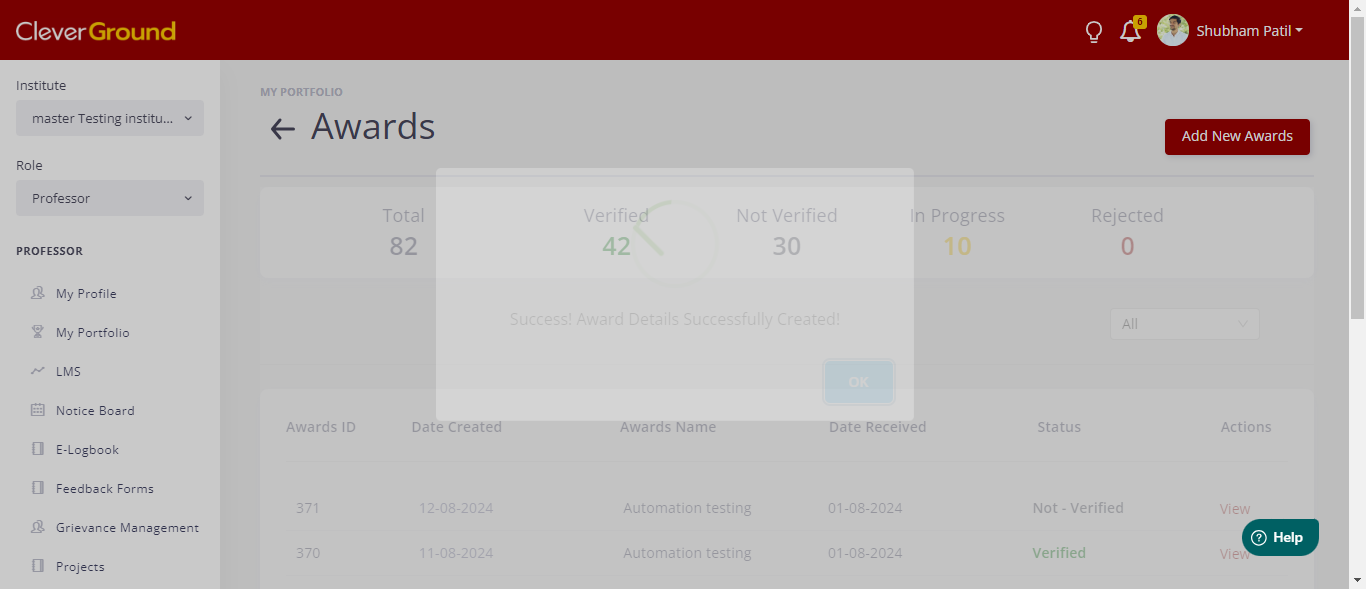 CleverGround
6
Shubham Patil
Institute
master Testing institu...
Role
Professor
PROFESSOR
My Profile
My Portfolio
LMS
Notice Board
E-Logbook
Feedback Forms
Grievance Management
Projects
MY PORTFOLIO
Awards
Add New Awards
Total Verified Not Verified In Progress Rejected
82 42 30 10 0
Success! Award Details Successfully Created!
All
OK
Awards ID Date Created Awards Name Date Received Status Actions
371 12-08-2024 Automation testing 01-08-2024 Not - Verified View
370 11-08-2024 Automation testing 01-08-2024 Verified View
Help